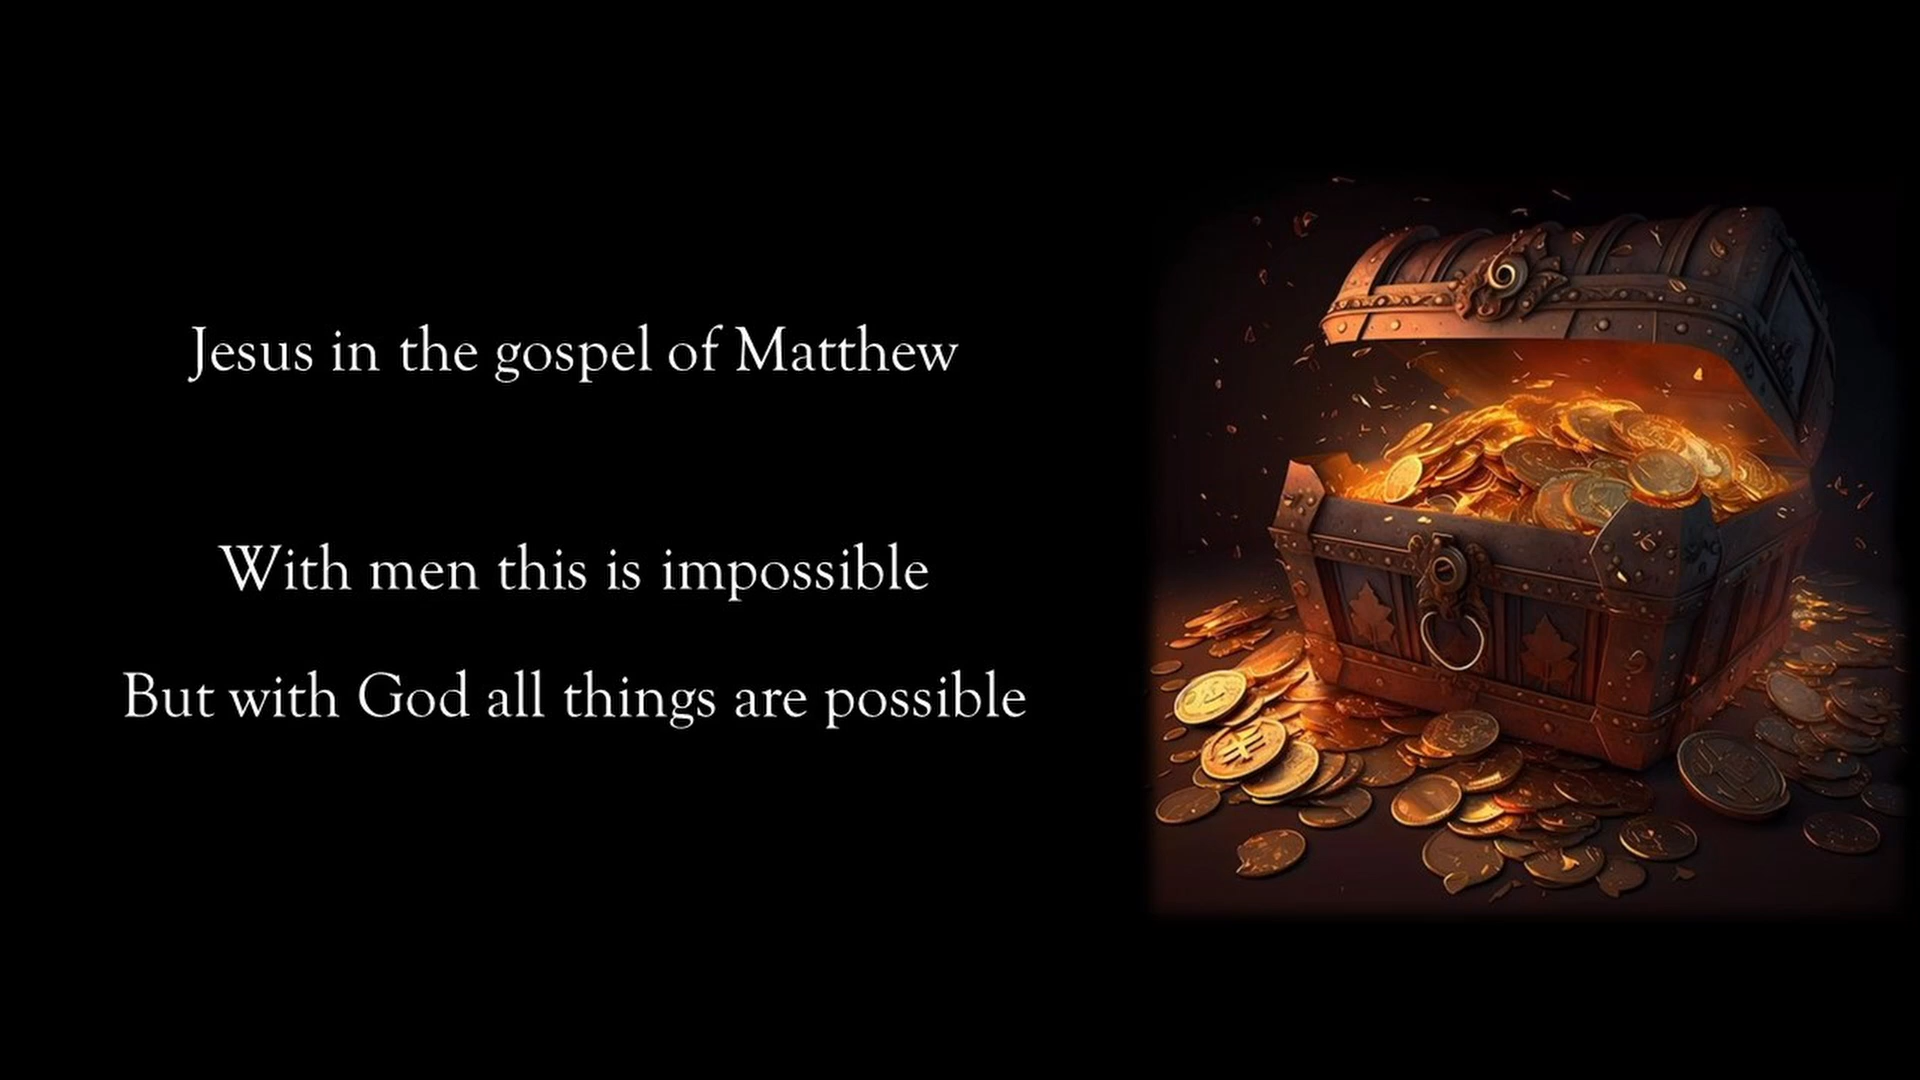 Jesus in the gospel of Matthew
With men this is impossible
But with God all things are possible